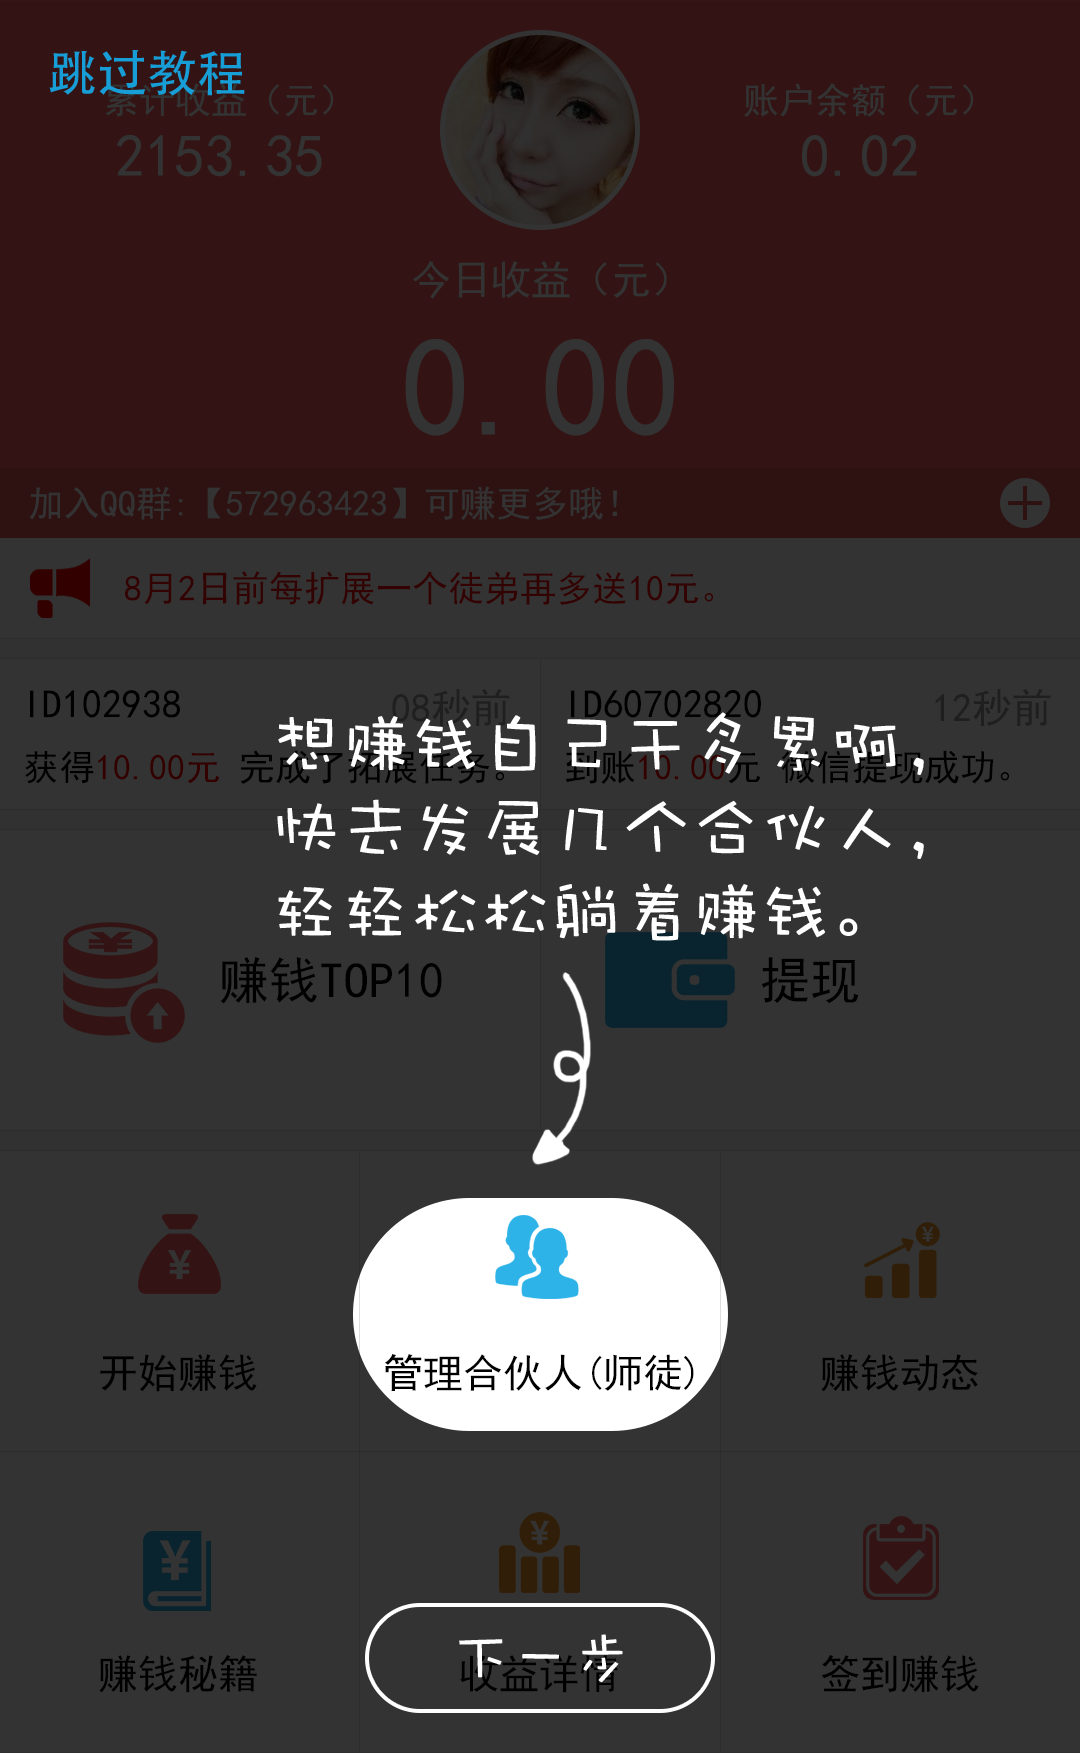 跳过教程
累计收益（元）
2153.35
账户余额（元）
0.02
今日收益（元）
0.00
加入QQ群:【572963423】可赚更多哦!
8月2日前每扩展一个徒弟再多送10元。
ID102938
08秒前
ID60702820
12秒前
获得10.00元 完成了拓展任务。
到账10.00元 微信提现成功。
想赚钱自己干多累啊,
快去发展几个合伙人,
轻轻松松躺着赚钱。
赚钱TOP10
提现
开始赚钱
管理合伙人(师徒)
赚钱动态
赚钱秘籍
收益详情
签到赚钱
下一步